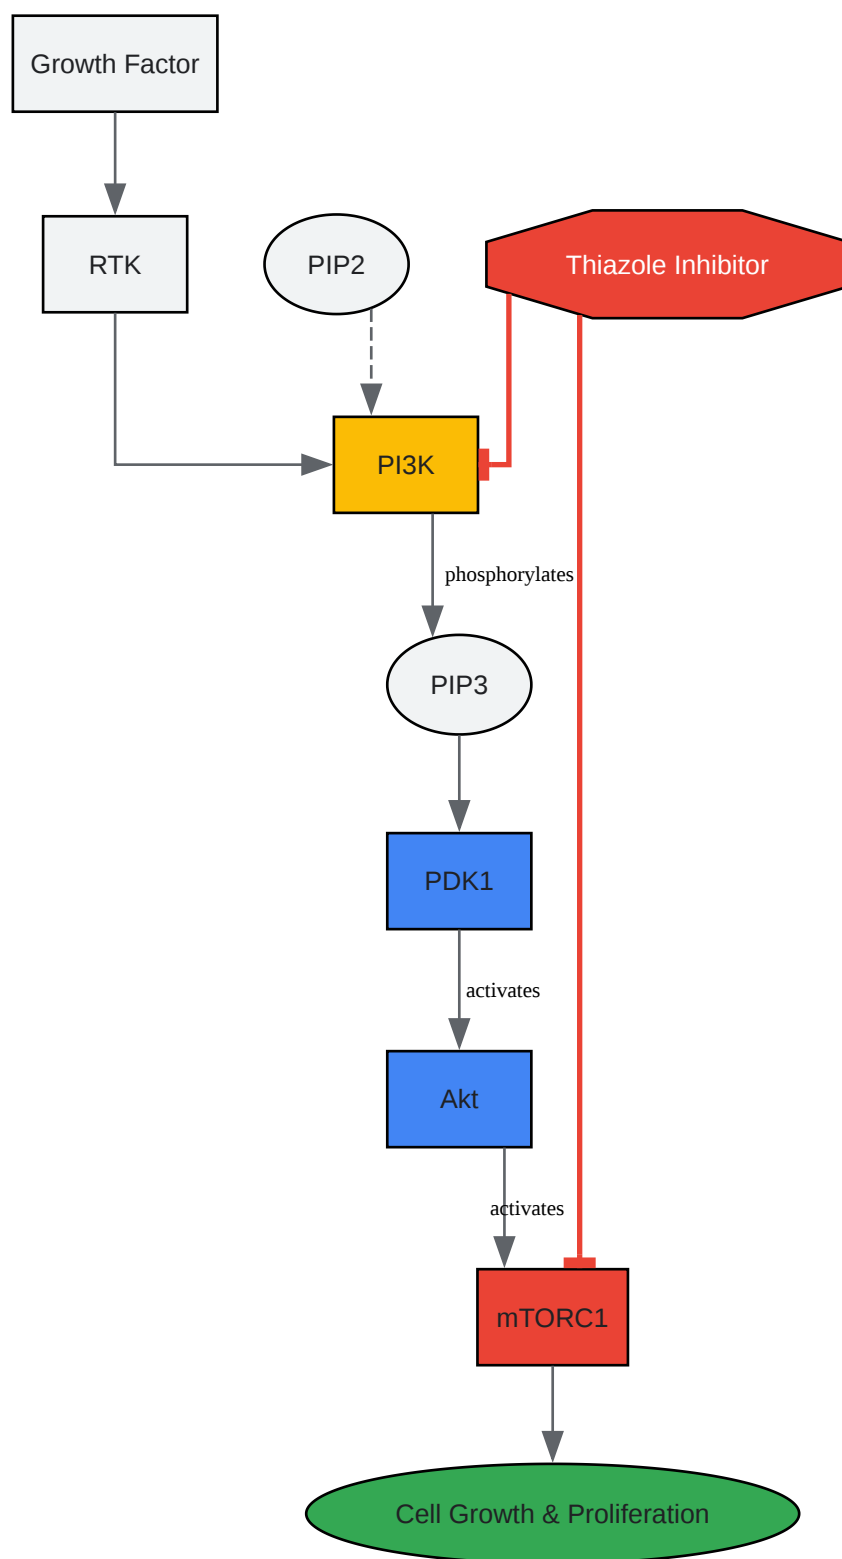 Growth Factor
RTK
PIP2
Thiazole Inhibitor
PI3K
phosphorylates
PIP3
PDK1
activates
Akt
activates
mTORC1
Cell Growth & Proliferation